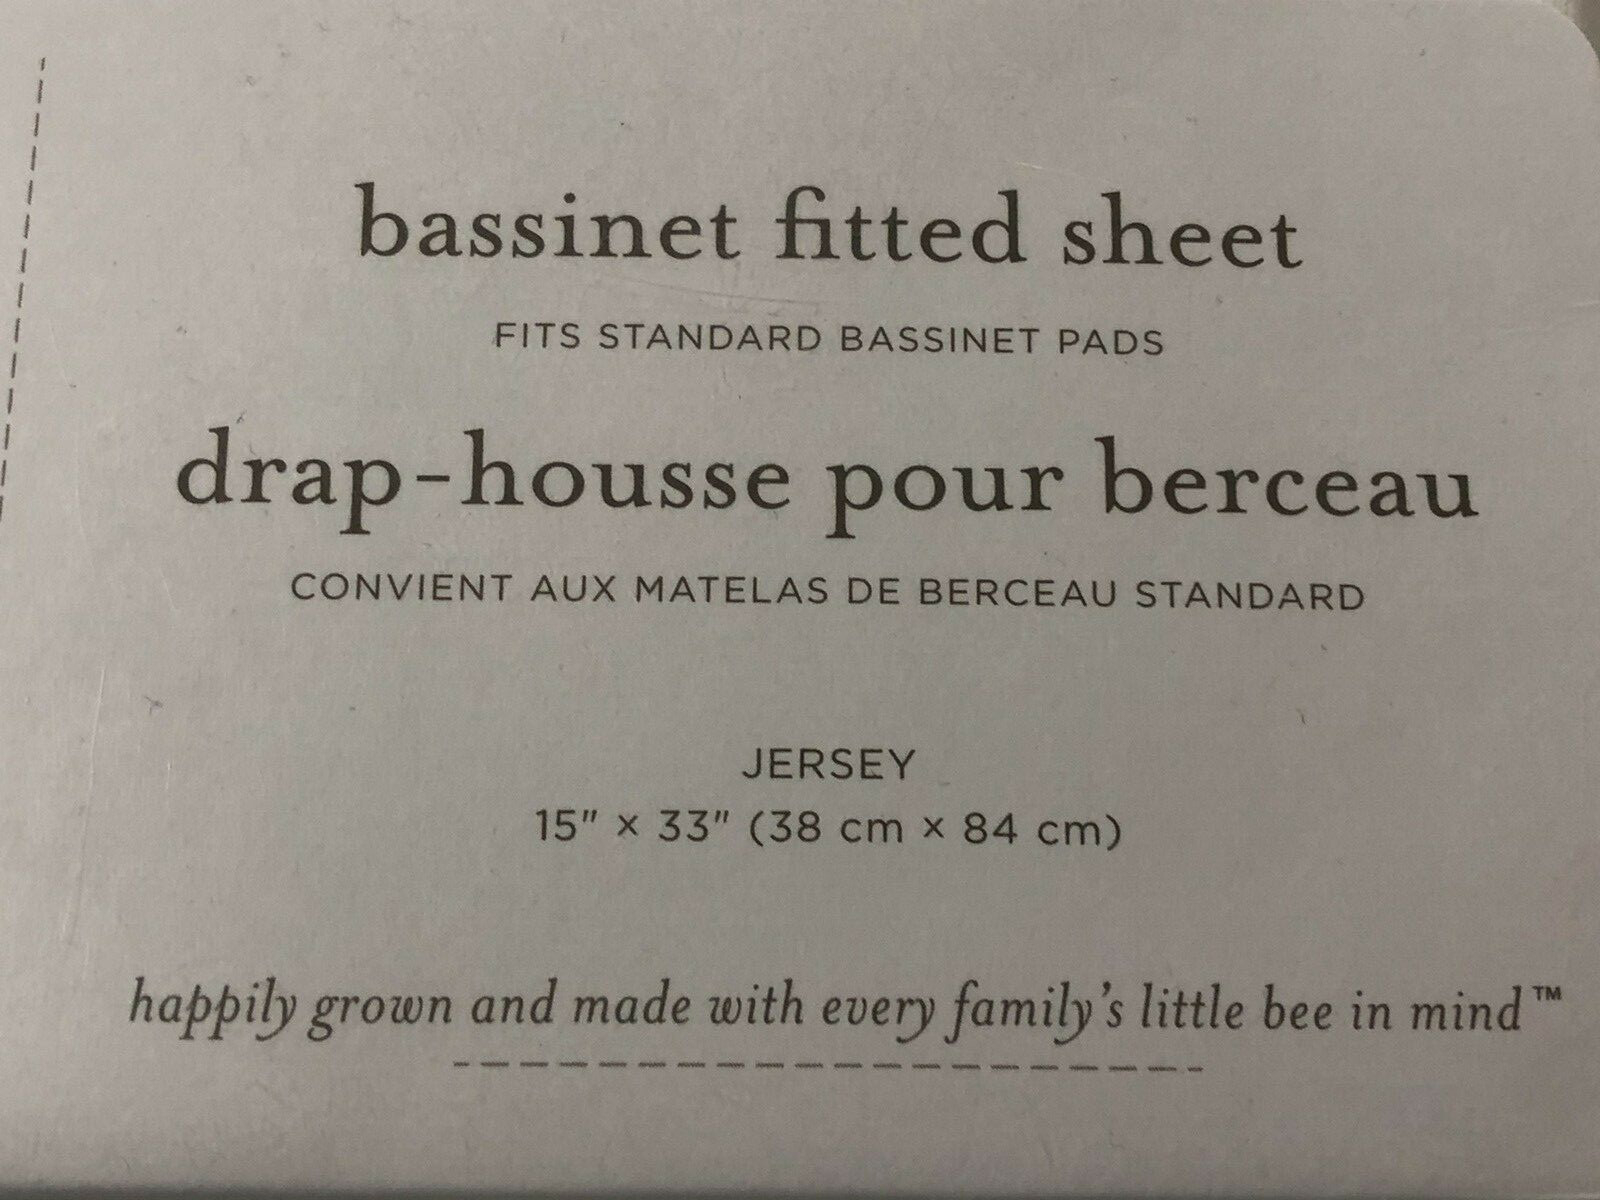 bassinet fitted sheet
FITS STANDARD BASSINET PADS
drap-housse pour berceau
CONVIENT AUX MATELAS DE BERCEAU STANDARD
JERSEY
15" × 33" (38 cm × 84 cm)
happily grown and made with every family's little bee in mind™